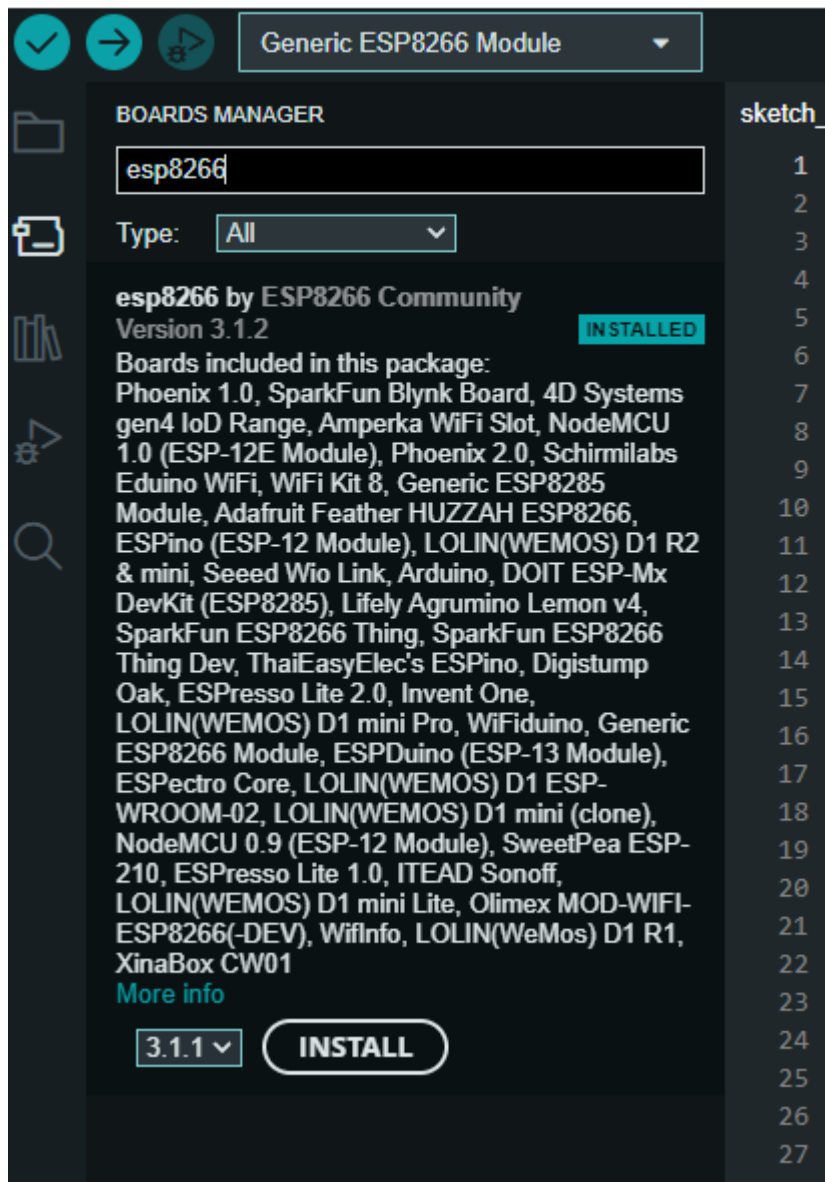 Generic ESP8266 Module
BOARDS MANAGER
esp8266
Type: All
esp8266 by ESP8266 Community
Version 3.1.2
INSTALLED
Boards included in this package:
Phoenix 1.0, SparkFun Blynk Board, 4D Systems
gen4 IoD Range, Amperka WiFi Slot, NodeMCU
1.0 (ESP-12E Module), Phoenix 2.0, Schirmilabs
Eduino WiFi, WiFi Kit 8, Generic ESP8285
Module, Adafruit Feather HUZZAH ESP8266,
ESPino (ESP-12 Module), LOLIN(WEMOS) D1 R2
& mini, Seeed Wio Link, Arduino, DOIT ESP-Mx
DevKit (ESP8285), Lifely Agrumino Lemon v4,
SparkFun ESP8266 Thing, SparkFun ESP8266
Thing Dev, ThaiEasyElec's ESPino, Digistump
Oak, ESPresso Lite 2.0, Invent One,
LOLIN(WEMOS) D1 mini Pro, WiFiduino, Generic
ESP8266 Module, ESPDuino (ESP-13 Module),
ESPectro Core, LOLIN(WEMOS) D1 ESP-
WROOM-02, LOLIN(WEMOS) D1 mini (clone),
NodeMCU 0.9 (ESP-12 Module), SweetPea ESP-
210, ESPresso Lite 1.0, ITEAD Sonoff,
LOLIN(WEMOS) D1 mini Lite, Olimex MOD-WIFI-
ESP8266(-DEV), WifInfo, LOLIN(WeMos) D1 R1,
XinaBox CW01
More info
3.1.1 INSTALL
sketch_
1
2
3
4
5
6
7
8
9
10
11
12
13
14
15
16
17
18
19
20
21
22
23
24
25
26
27